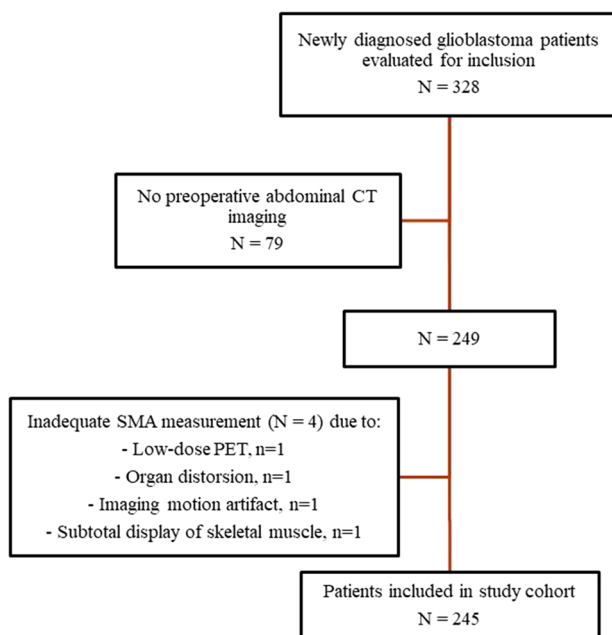 Newly diagnosed glioblastoma patients
evaluated for inclusion
N = 328
No preoperative abdominal CT
imaging
N = 79
N = 249
Inadequate SMA measurement (N = 4) due to:
- Low-dose PET, n=1
- Organ distorsion, n=1
- Imaging motion artifact, n=1
- Subtotal display of skeletal muscle, n=1
Patients included in study cohort
N = 245